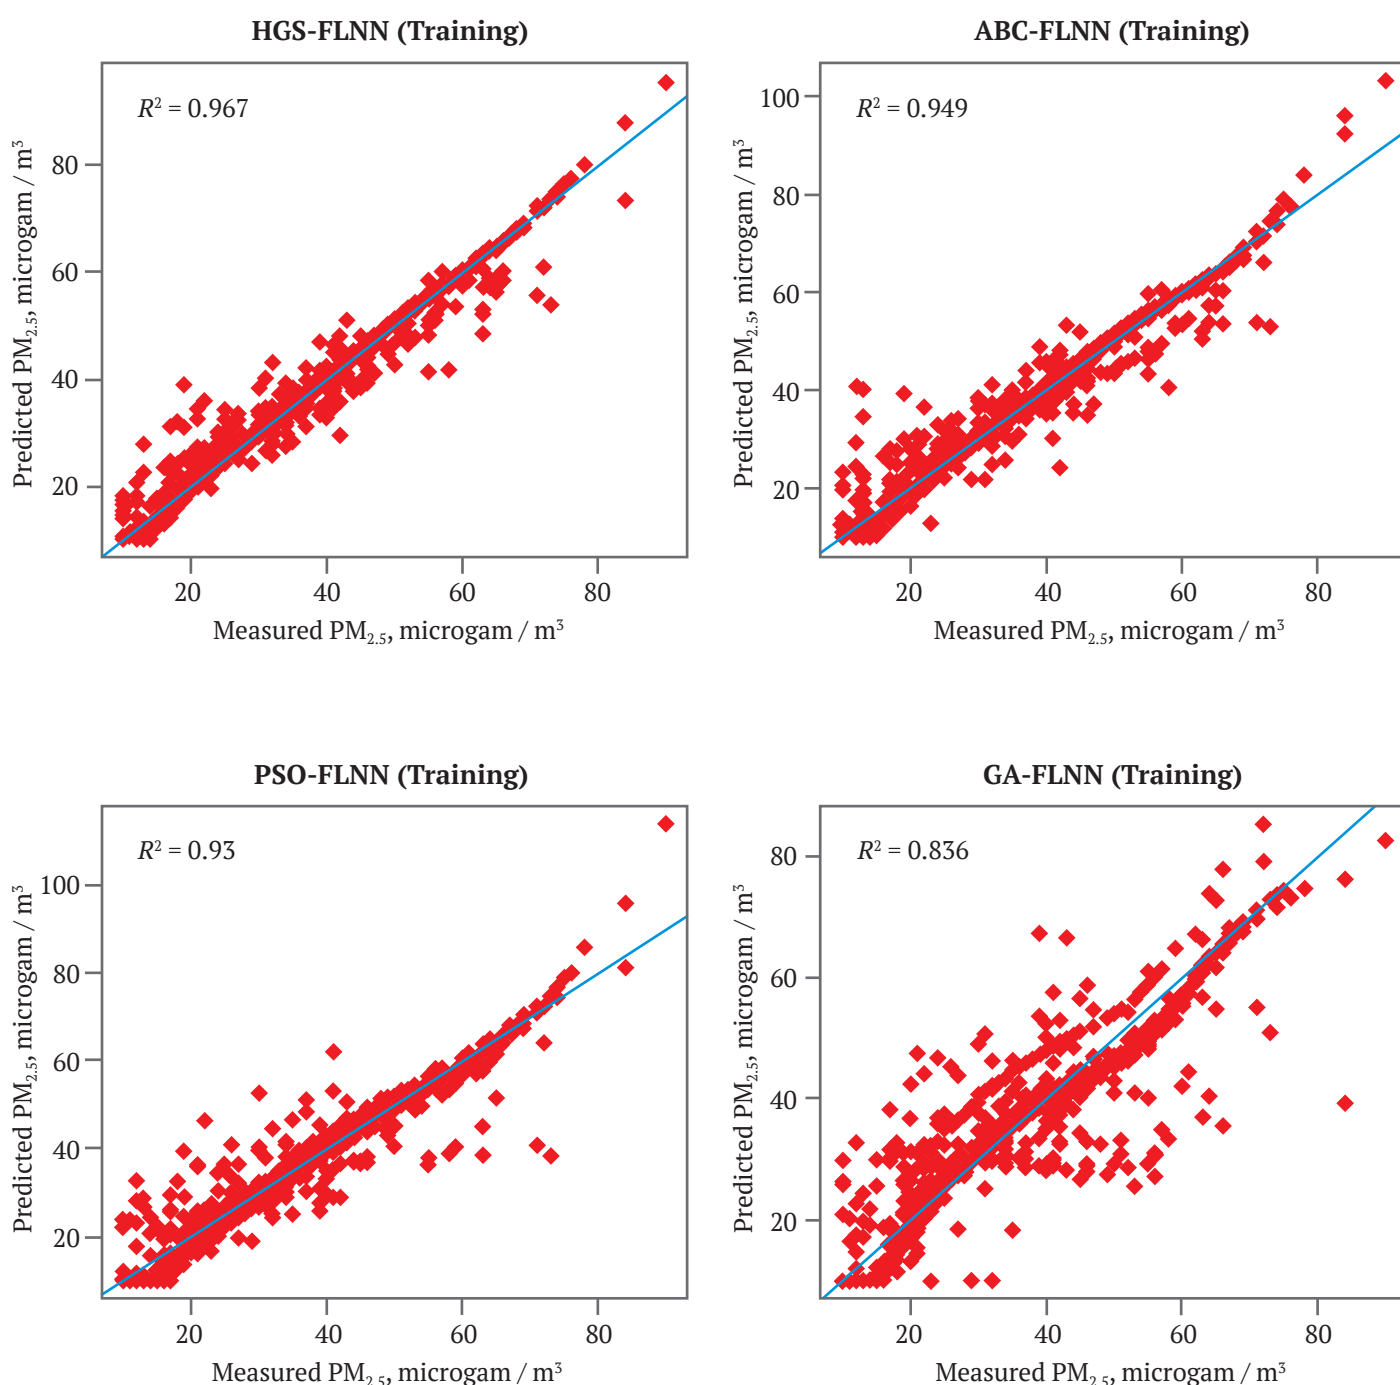 HGS-FLNN (Training)
R² = 0.967
Predicted PM₂.₅, microgam / m³
80
60
40
20
20 40 60 80
Measured PM₂.₅, microgam / m³
ABC-FLNN (Training)
R² = 0.949
Predicted PM₂.₅, microgam / m³
100
80
60
40
20
20 40 60 80
Measured PM₂.₅, microgam / m³
PSO-FLNN (Training)
R² = 0.93
Predicted PM₂.₅, microgam / m³
100
80
60
40
20
20 40 60 80
Measured PM₂.₅, microgam / m³
GA-FLNN (Training)
R² = 0.836
Predicted PM₂.₅, microgam / m³
80
60
40
20
20 40 60 80
Measured PM₂.₅, microgam / m³